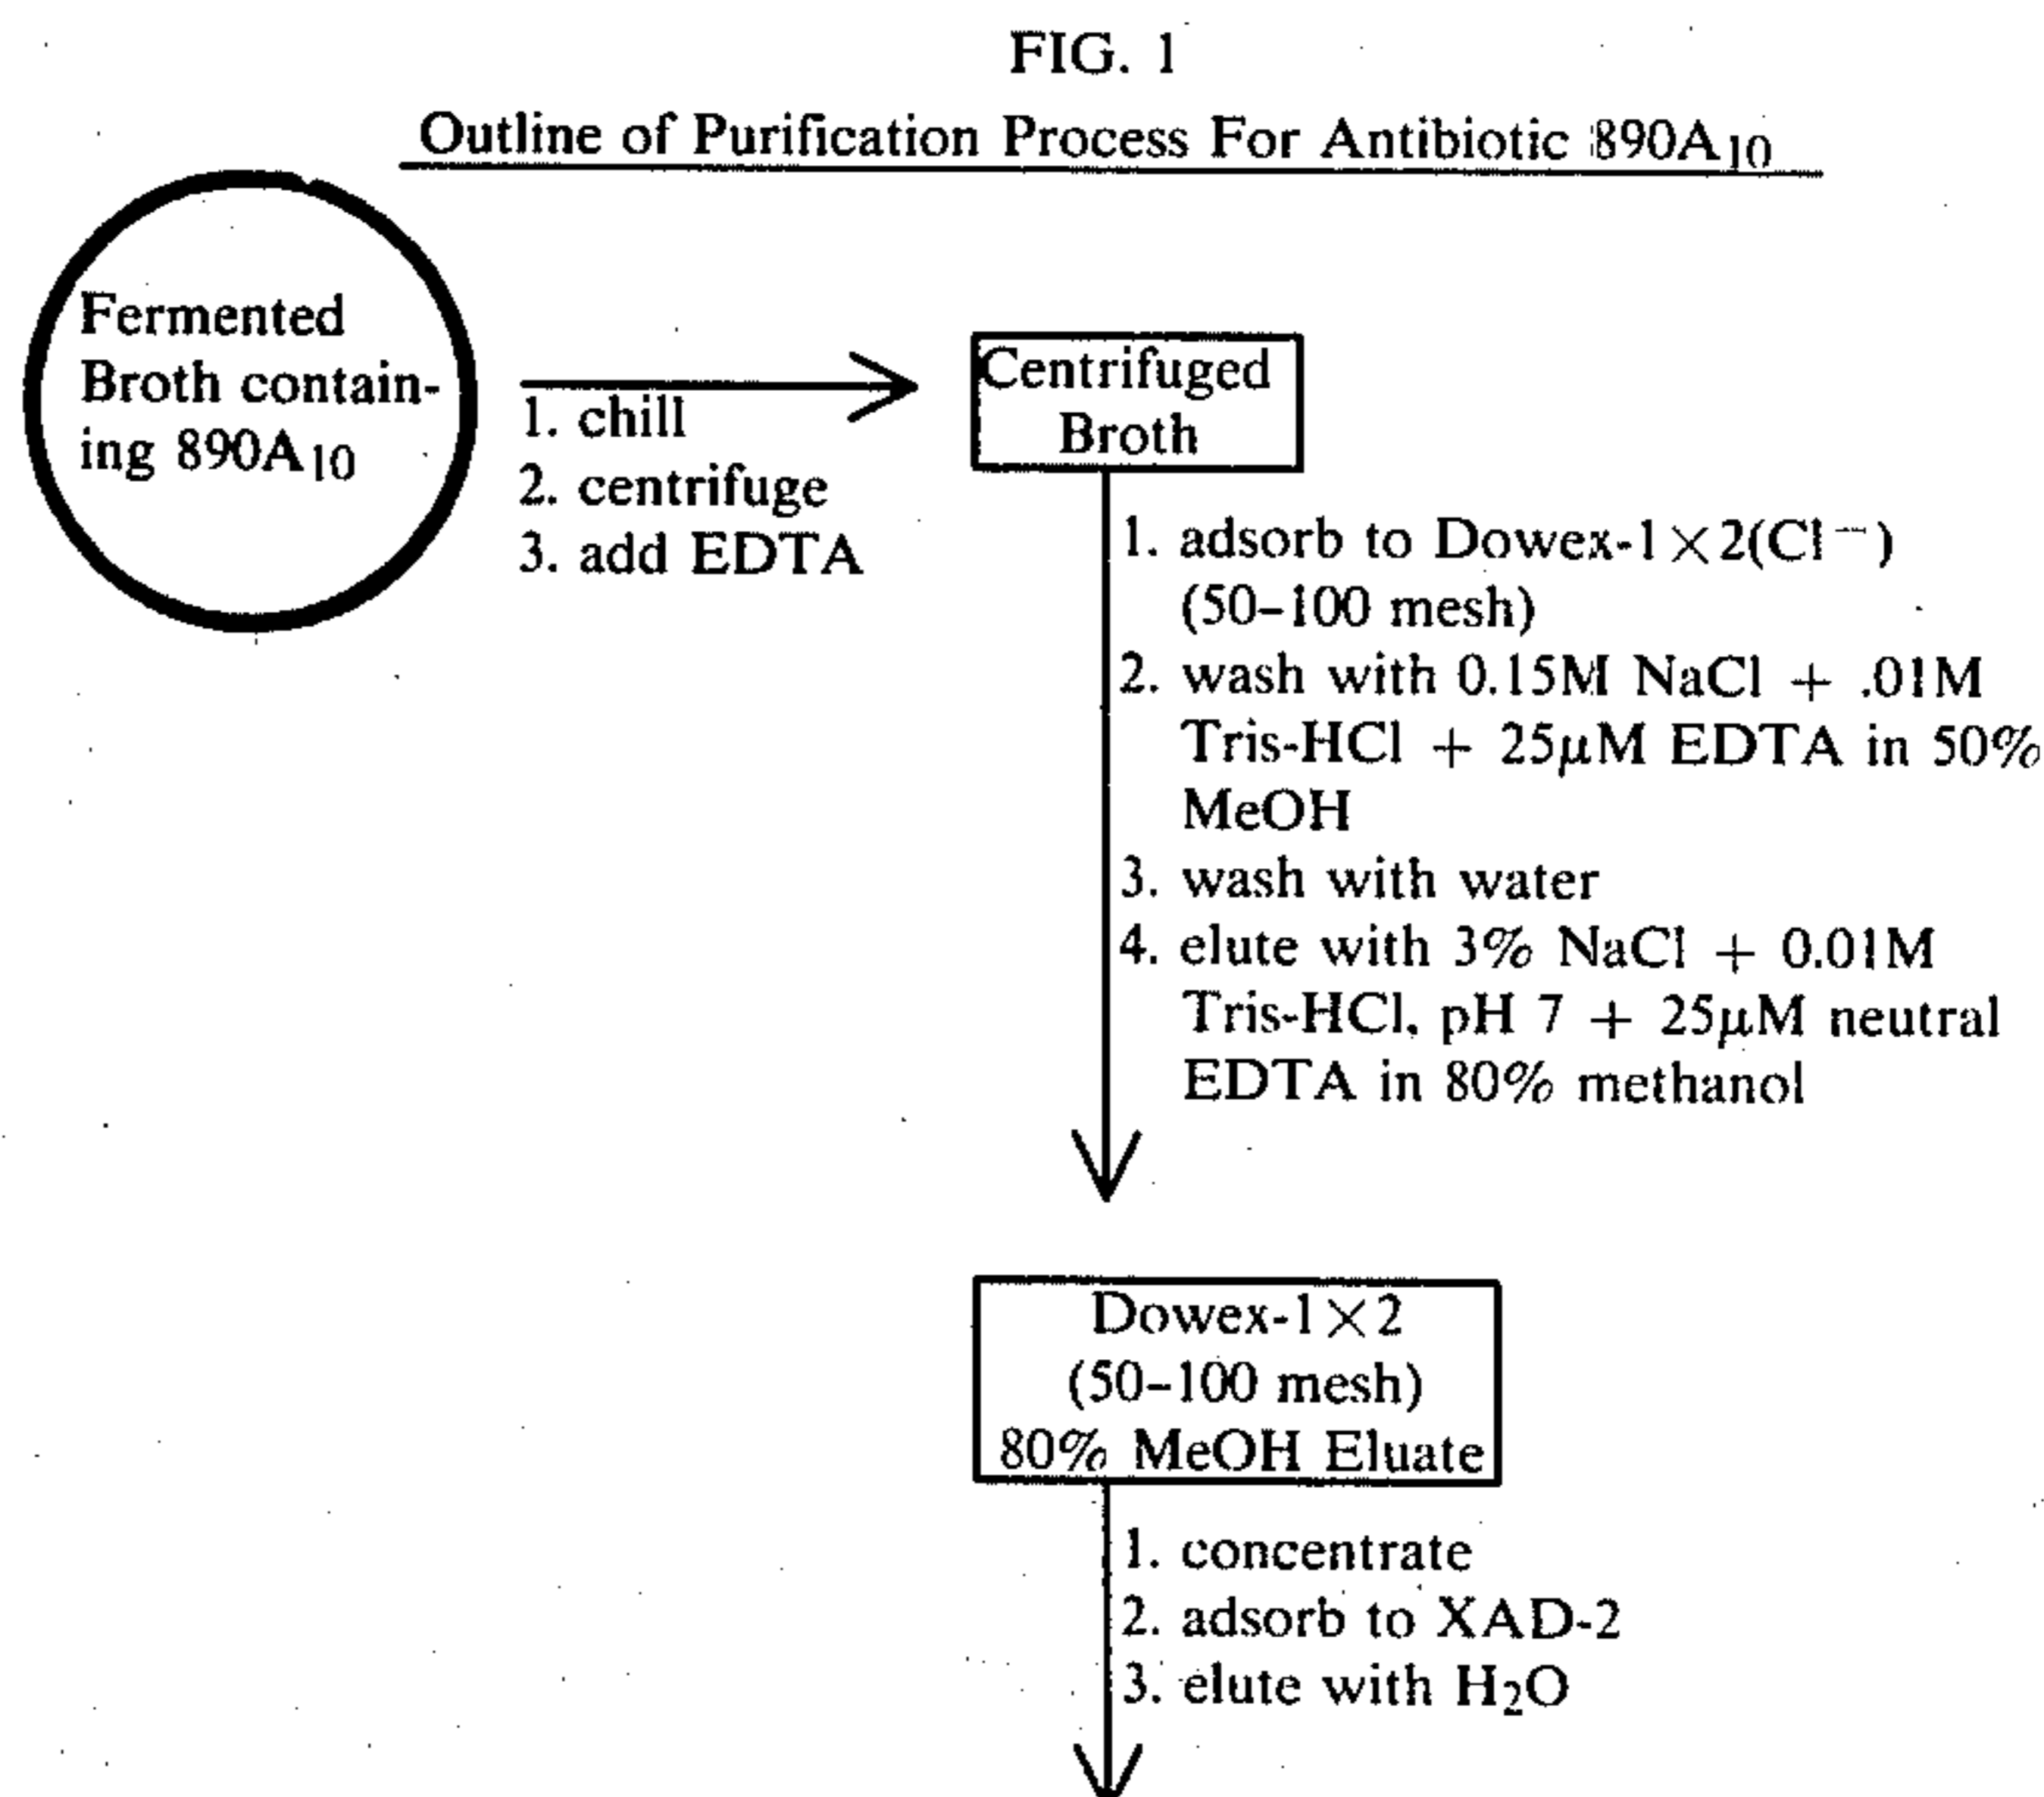 FIG. 1
Outline of Purification Process For Antibiotic 890A10
Fermented
Broth contain-
ing 890A10
1. chill
2. centrifuge
3. add EDTA
Centrifuged
Broth
1. adsorb to Dowex-1×2(Cl−)
(50–100 mesh)
2. wash with 0.15M NaCl + .01M
Tris-HCl + 25μM EDTA in 50%
MeOH
3. wash with water
4. elute with 3% NaCl + 0.01M
Tris-HCl, pH 7 + 25μM neutral
EDTA in 80% methanol
Dowex-1×2
(50–100 mesh)
80% MeOH Eluate
1. concentrate
2. adsorb to XAD-2
3. elute with H2O